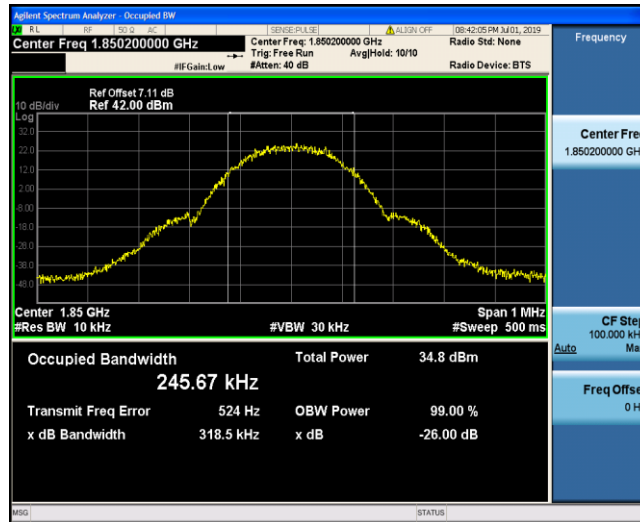 Agilent Spectrum Analyzer - Occupied BW
RL RF 50 Ω AC SENSE:PULSE ALIGN OFF 08:42:05 PM Jul 01, 2019
Center Freq 1.850200000 GHz Center Freq: 1.850200000 GHz Radio Std: None
Trig: Free Run Avg|Hold: 10/10
#IFGain:Low #Atten: 40 dB Radio Device: BTS
Frequency
Ref Offset 7.11 dB
10 dB/div Ref 42.00 dBm
Log
32.0
22.0
12.0
2.00
-8.00
-18.0
-28.0
-38.0
-48.0
Center Fre
1.850200000 GH
Center 1.85 GHz Span 1 MHz
#Res BW 10 kHz #VBW 30 kHz #Sweep 500 ms
CF Step
100.000 kH
Auto Ma
Occupied Bandwidth Total Power 34.8 dBm
245.67 kHz
Transmit Freq Error 524 Hz OBW Power 99.00 %
x dB Bandwidth 318.5 kHz x dB -26.00 dB
Freq Offse
0 H
MSG STATUS